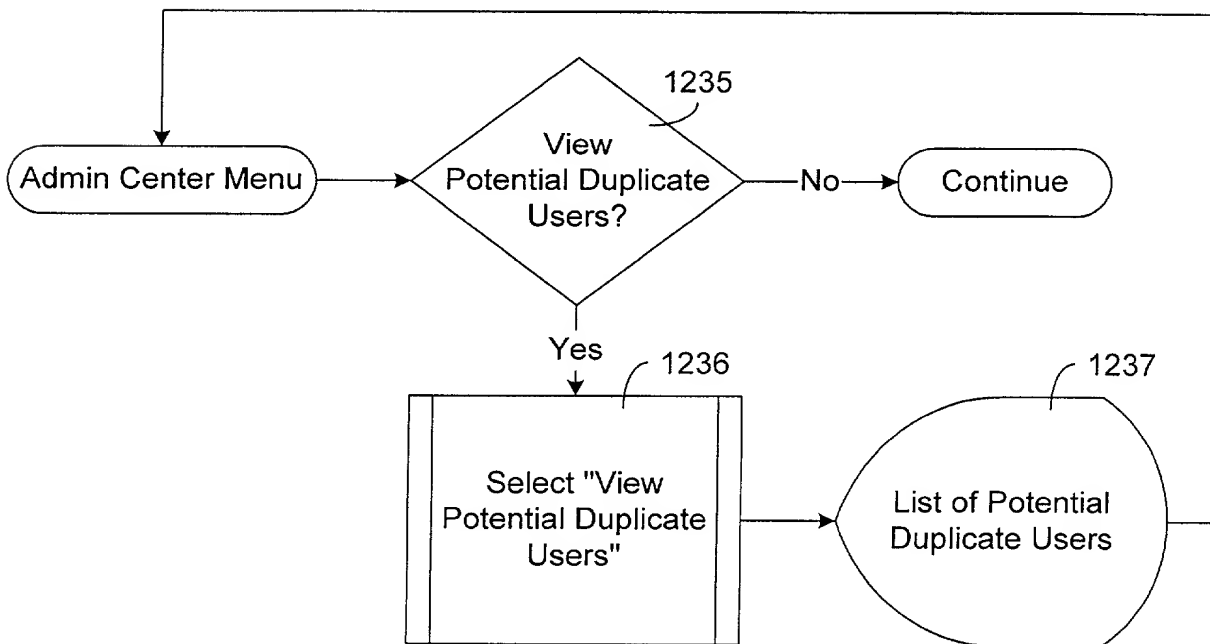 1235
View
Potential Duplicate
Users?
Admin Center Menu
No
Continue
Yes
1236
1237
Select "View
Potential Duplicate
Users"
List of Potential
Duplicate Users